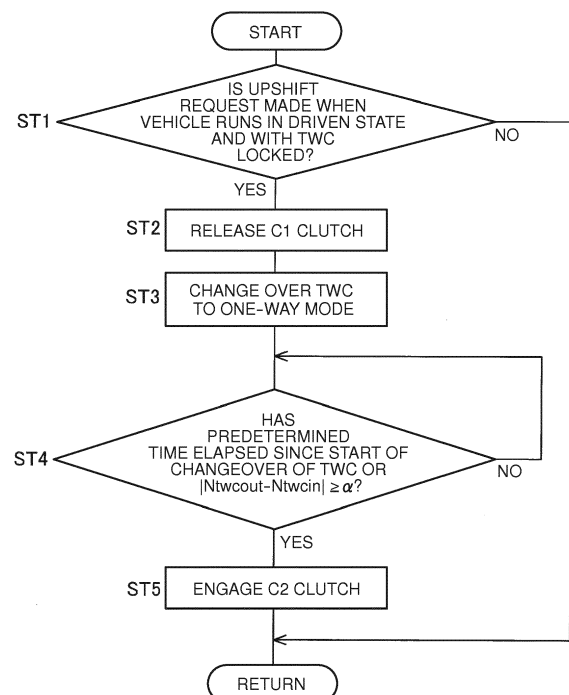 START
ST1
IS UPSHIFT
REQUEST MADE WHEN
VEHICLE RUNS IN DRIVEN STATE
AND WITH TWC
LOCKED?
NO
YES
ST2
RELEASE C1 CLUTCH
ST3
CHANGE OVER TWC
TO ONE-WAY MODE
ST4
HAS
PREDETERMINED
TIME ELAPSED SINCE START OF
CHANGEOVER OF TWC OR
|Ntwcout-Ntwcin| ≥ α?
NO
YES
ST5
ENGAGE C2 CLUTCH
RETURN